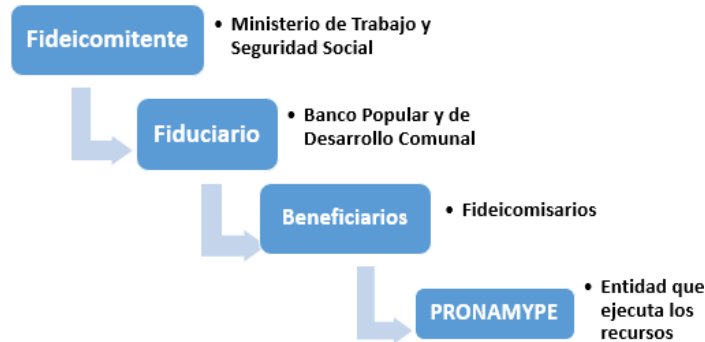 Fideicomitente
• Ministerio de Trabajo y
Seguridad Social
Fiduciario
• Banco Popular y de
Desarrollo Comunal
Beneficiarios
• Fideicomisarios
PRONAMYPE
• Entidad que
ejecuta los
recursos